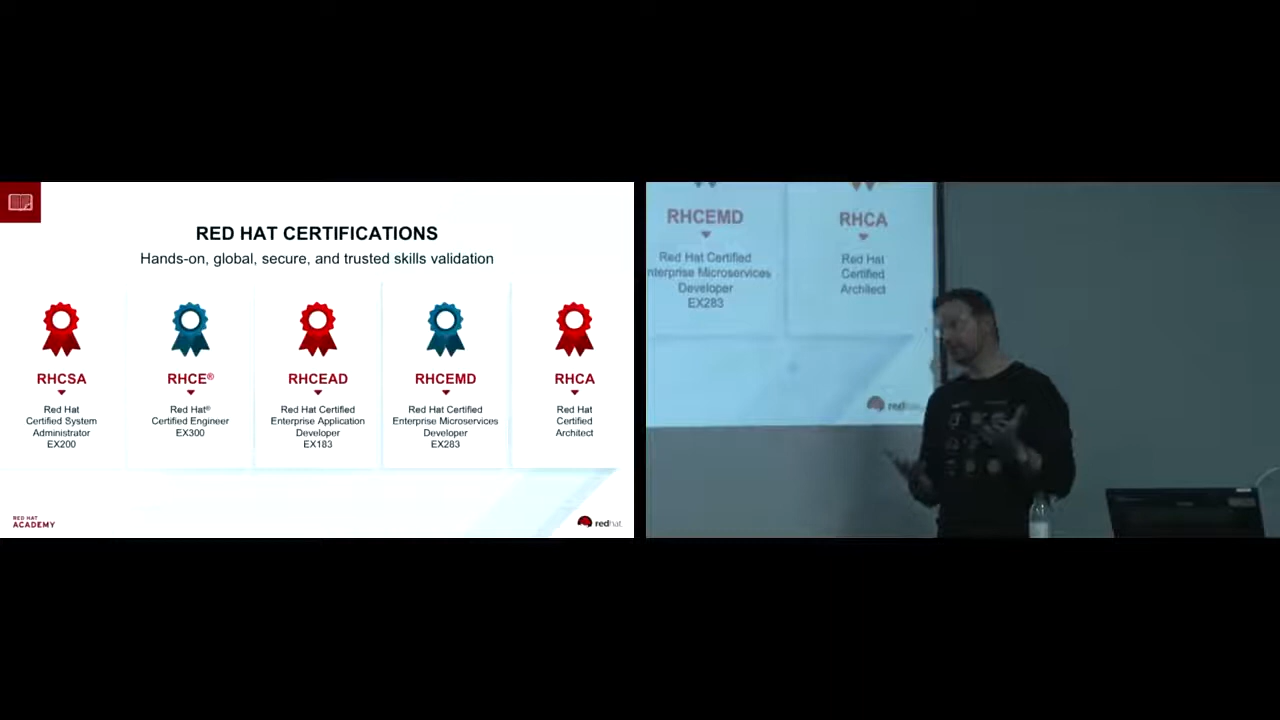 RED HAT CERTIFICATIONS
Hands-on, global, secure, and trusted skills validation
RHCSA
Red Hat
Certified System
Administrator
EX200
RHCE®
Red Hat®
Certified Engineer
EX300
RHCEAD
Red Hat Certified
Enterprise Application
Developer
EX183
RHCEMD
Red Hat Certified
Enterprise Microservices
Developer
EX283
RHCA
Red Hat
Certified
Architect
RED HAT
ACADEMY
redhat.
RHCEMD
Red Hat Certified
nterprise Microservices
Developer
EX283
RHCA
Red Hat
Certified
Architect
redhat